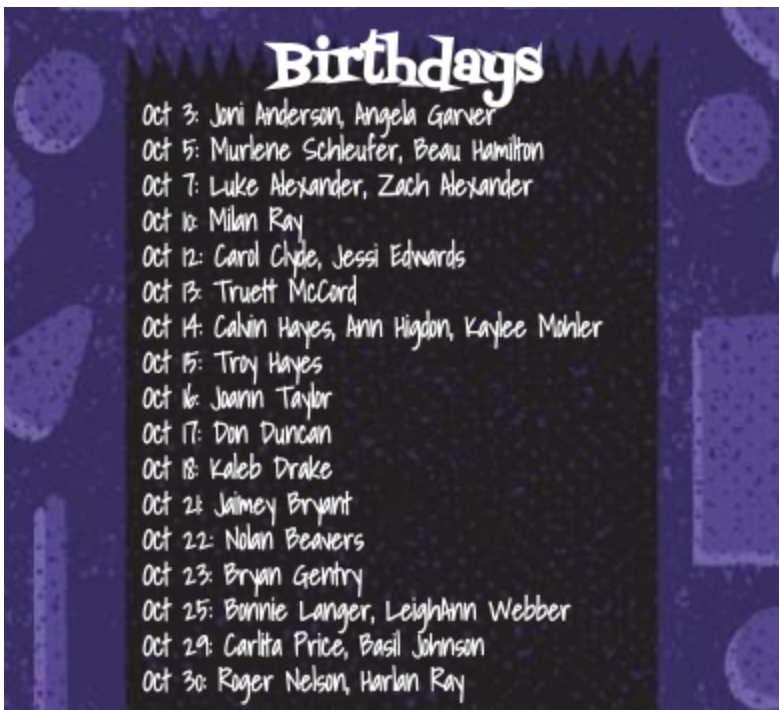 Birthdays
Oct 3: Joni Anderson, Angela Garver
Oct 5: Murlene Schleufer, Beau Hamilton
Oct 7: Luke Alexander, Zach Alexander
Oct 10: Milan Ray
Oct 12: Carol Clyde, Jessi Edwards
Oct 13: Truett McCord
Oct 14: Calvin Hayes, Ann Higdon, Kaylee Mohler
Oct 15: Troy Hayes
Oct 16: Joann Taylor
Oct 17: Don Duncan
Oct 18: Kaleb Drake
Oct 21: Jaimey Bryant
Oct 22: Nolan Beavers
Oct 23: Bryan Gentry
Oct 25: Bonnie Langer, LeighAnn Webber
Oct 29: Carlita Price, Basil Johnson
Oct 30: Roger Nelson, Harlan Ray